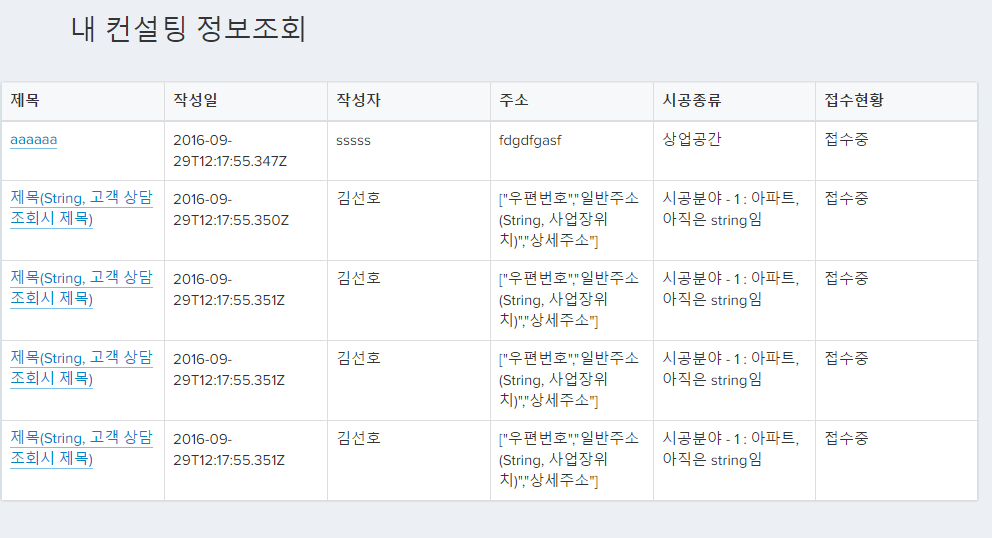 내 컨설팅 정보조회
제목 작성일 작성자 주소 시공종류 접수현황
aaaaaa 2016-09- sssss fdgdfgasf 상업공간 접수중
29T12:17:55.347Z
제목(String, 고객 상담 2016-09- 김선호 ["우편번호","일반주소 시공분야 - 1 : 아파트, 접수중
조회시 제목) 29T12:17:55.350Z (String, 사업장위 아직은 string임
치)","상세주소"]
제목(String, 고객 상담 2016-09- 김선호 ["우편번호","일반주소 시공분야 - 1 : 아파트, 접수중
조회시 제목) 29T12:17:55.351Z (String, 사업장위 아직은 string임
치)","상세주소"]
제목(String, 고객 상담 2016-09- 김선호 ["우편번호","일반주소 시공분야 - 1 : 아파트, 접수중
조회시 제목) 29T12:17:55.351Z (String, 사업장위 아직은 string임
치)","상세주소"]
제목(String, 고객 상담 2016-09- 김선호 ["우편번호","일반주소 시공분야 - 1 : 아파트, 접수중
조회시 제목) 29T12:17:55.351Z (String, 사업장위 아직은 string임
치)","상세주소"]